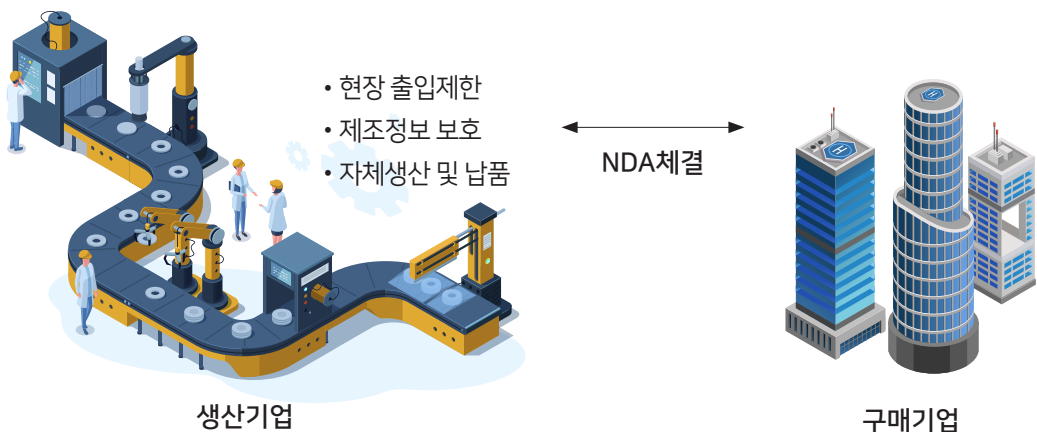 • 현장 출입제한
• 제조정보 보호
• 자체생산 및 납품
NDA체결
생산기업
구매기업
H
H
H